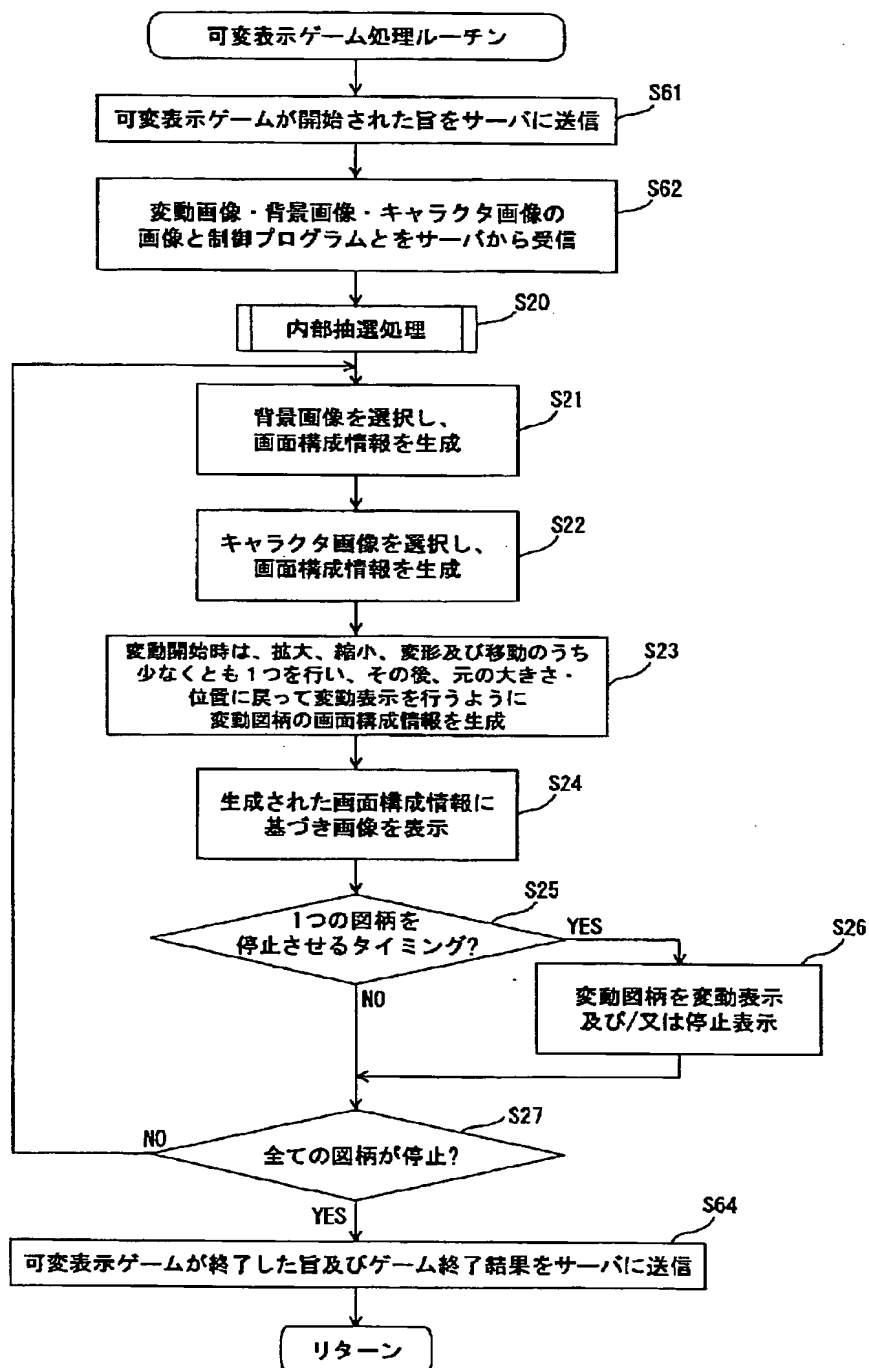 可変表示ゲーム処理ルーチン
S61
可変表示ゲームが開始された旨をサーバに送信
S62
変動画像・背景画像・キャラクタ画像の
画像と制御プログラムとをサーバから受信
S20
内部抽選処理
S21
背景画像を選択し、
画面構成情報を生成
S22
キャラクタ画像を選択し、
画面構成情報を生成
S23
変動開始時は、拡大、縮小、変形及び移動のうち
少なくとも1つを行い、その後、元の大きさ・
位置に戻って変動表示を行うように
変動図柄の画面構成情報を生成
S24
生成された画面構成情報に
基づき画像を表示
S25
1つの図柄を
停止させるタイミング?
YES
NO
S26
変動図柄を変動表示
及び/又は停止表示
S27
全ての図柄が停止?
NO
YES
S64
可変表示ゲームが終了した旨及びゲーム終了結果をサーバに送信
リターン